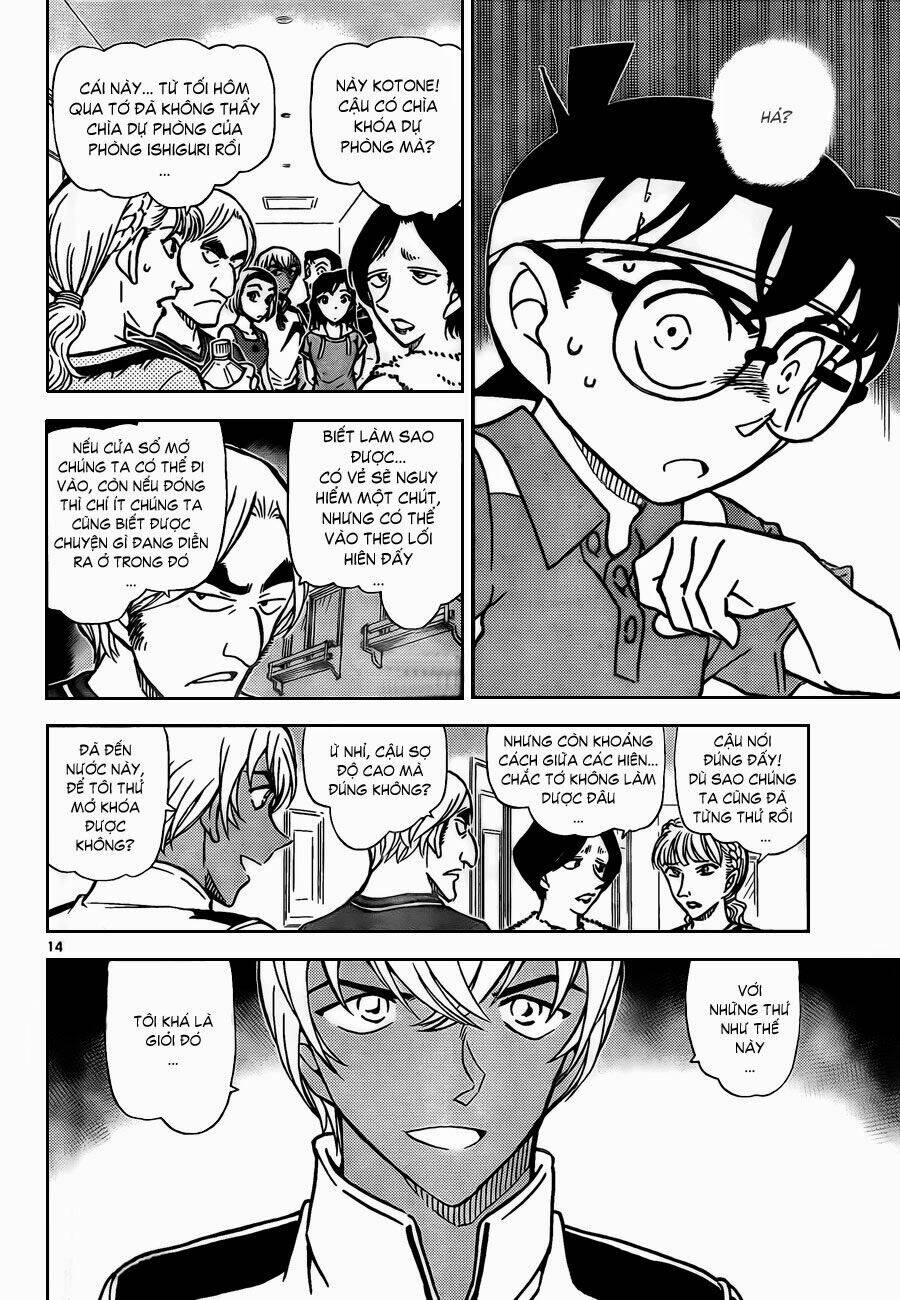 HẢ?
NÀY KOTONE!
CẬU CÓ CHÌA
KHÓA DỰ
PHÒNG MÀ?
CÁI NÀY... TỪ TỐI HÔM
QUA TỚ ĐÃ KHÔNG THẤY
CHÌA DỰ PHÒNG CỦA
PHÒNG ISHIGURI RỒI
...
BIẾT LÀM SAO
ĐƯỢC...
CÓ VẺ SẼ NGUY
HIỂM MỘT CHÚT,
NHƯNG CÓ THỂ
VÀO THEO LỐI
HIÊN ĐẤY
NẾU CỬA SỔ MỞ
CHÚNG TA CÓ THỂ ĐI
VÀO, CÒN NẾU ĐÓNG
THÌ CHÍ ÍT CHÚNG TA
CŨNG BIẾT ĐƯỢC
CHUYỆN GÌ ĐANG DIỄN
RA Ở TRONG ĐÓ
...
CẬU NÓI
ĐÚNG ĐẤY!
DÙ SAO CHÚNG
TA CŨNG ĐÃ
TỪNG THỬ RỒI
...
NHƯNG CÒN KHOẢNG
CÁCH GIỮA CÁC HIÊN...
CHẮC TỚ KHÔNG LÀM
ĐƯỢC ĐÂU
...
Ừ NHỈ, CẬU SỢ
ĐỘ CAO MÀ
ĐÚNG KHÔNG?
ĐÃ ĐẾN
NƯỚC NÀY,
ĐỂ TÔI THỬ
MỞ KHÓA
ĐƯỢC
KHÔNG?
14
VỚI
NHỮNG THỨ
NHƯ THẾ
NÀY
...
TÔI KHÁ LÀ
GIỎI ĐÓ
...